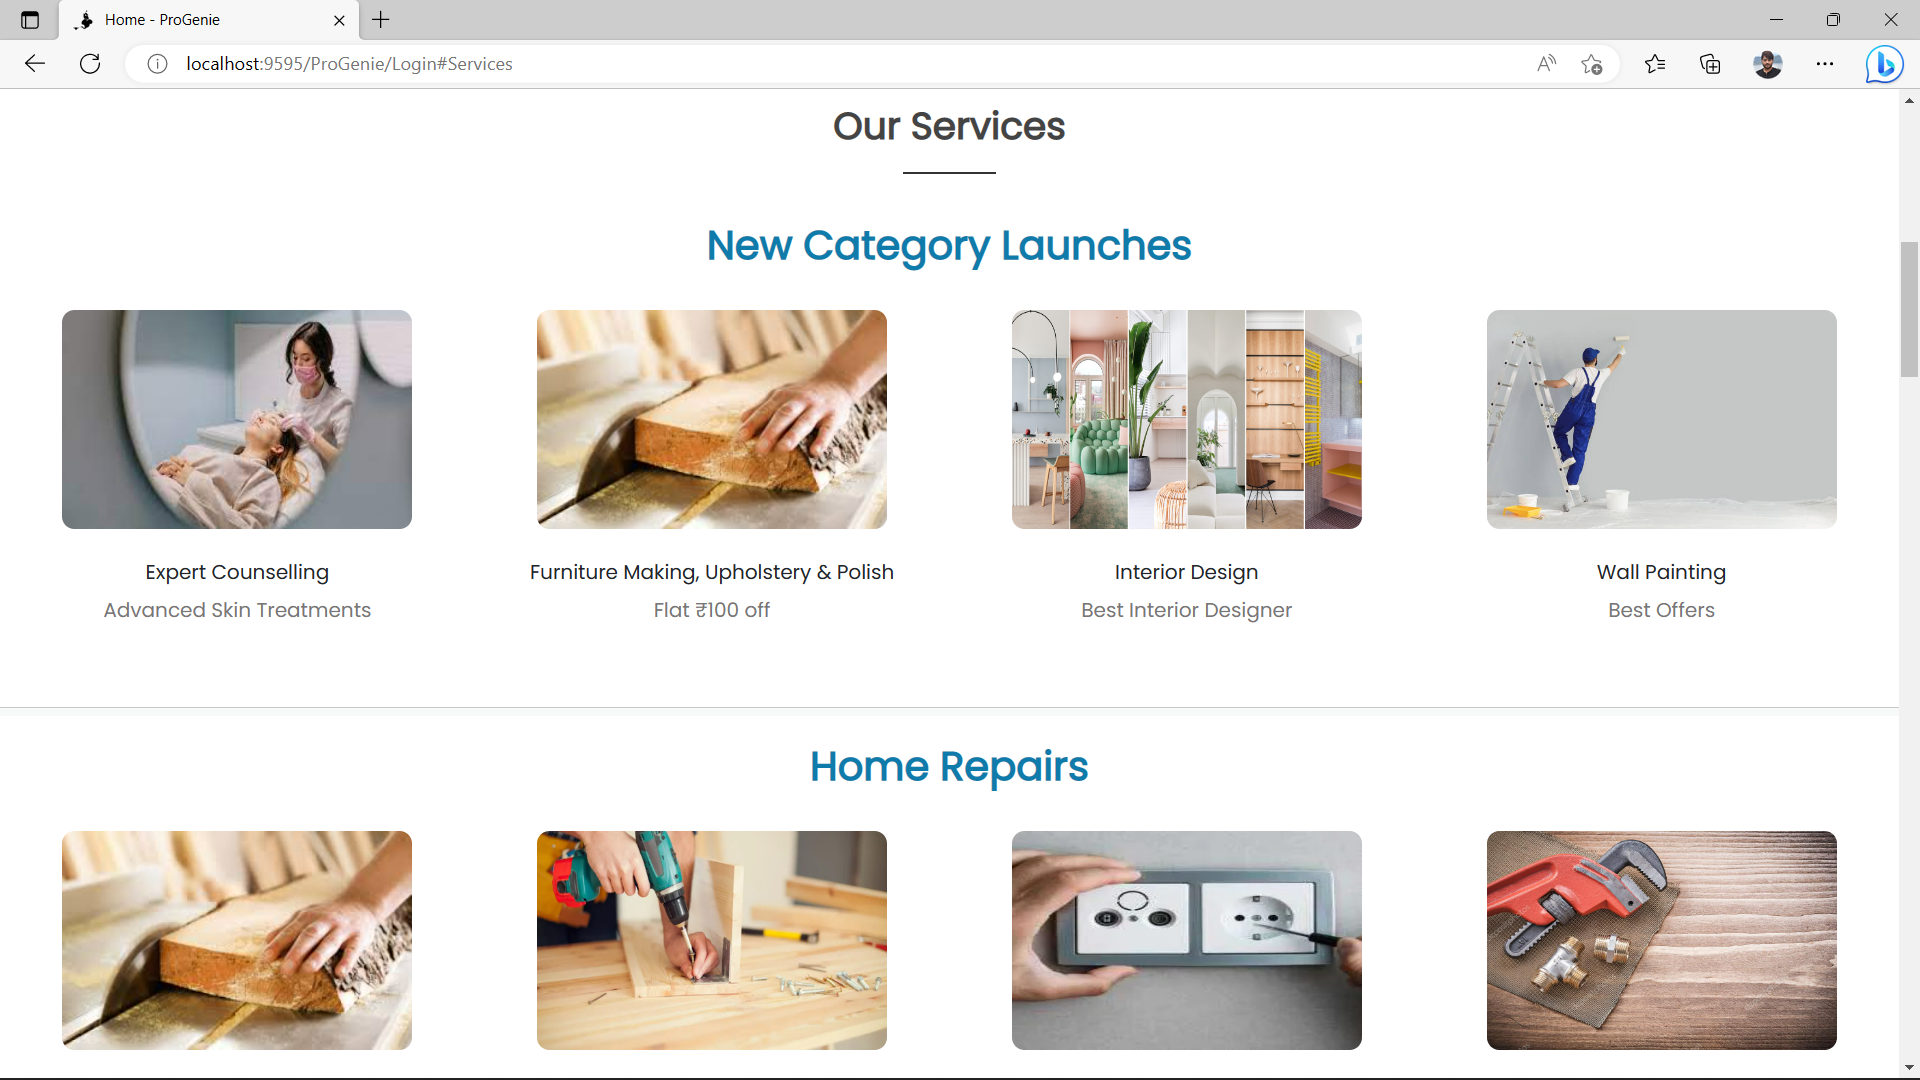 Home - ProGenie
localhost:9595/ProGenie/Login#Services
Our Services
New Category Launches
Expert Counselling
Advanced Skin Treatments
Furniture Making, Upholstery & Polish
Flat ₹100 off
Interior Design
Best Interior Designer
Wall Painting
Best Offers
Home Repairs